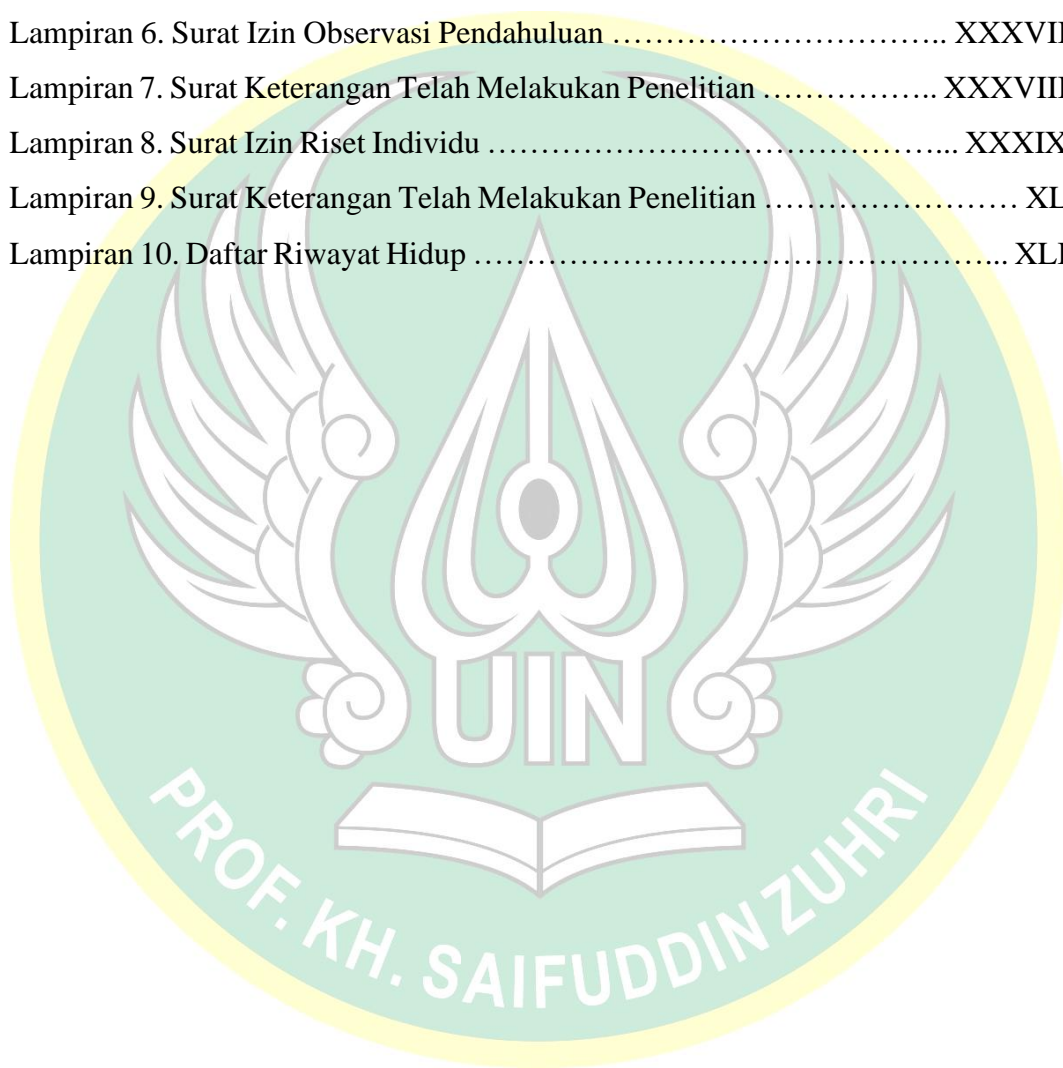 Lampiran 6. Surat Izin Observasi Pendahuluan ……………………….. XXXVII
Lampiran 7. Surat Keterangan Telah Melakukan Penelitian …………….. XXXVIII
Lampiran 8. Surat Izin Riset Individu …………………………………... XXXIX
Lampiran 9. Surat Keterangan Telah Melakukan Penelitian …………………… XL
Lampiran 10. Daftar Riwayat Hidup …………………………………………... XLI
UIN
PROF. KH. SAIFUDDIN ZUHRI